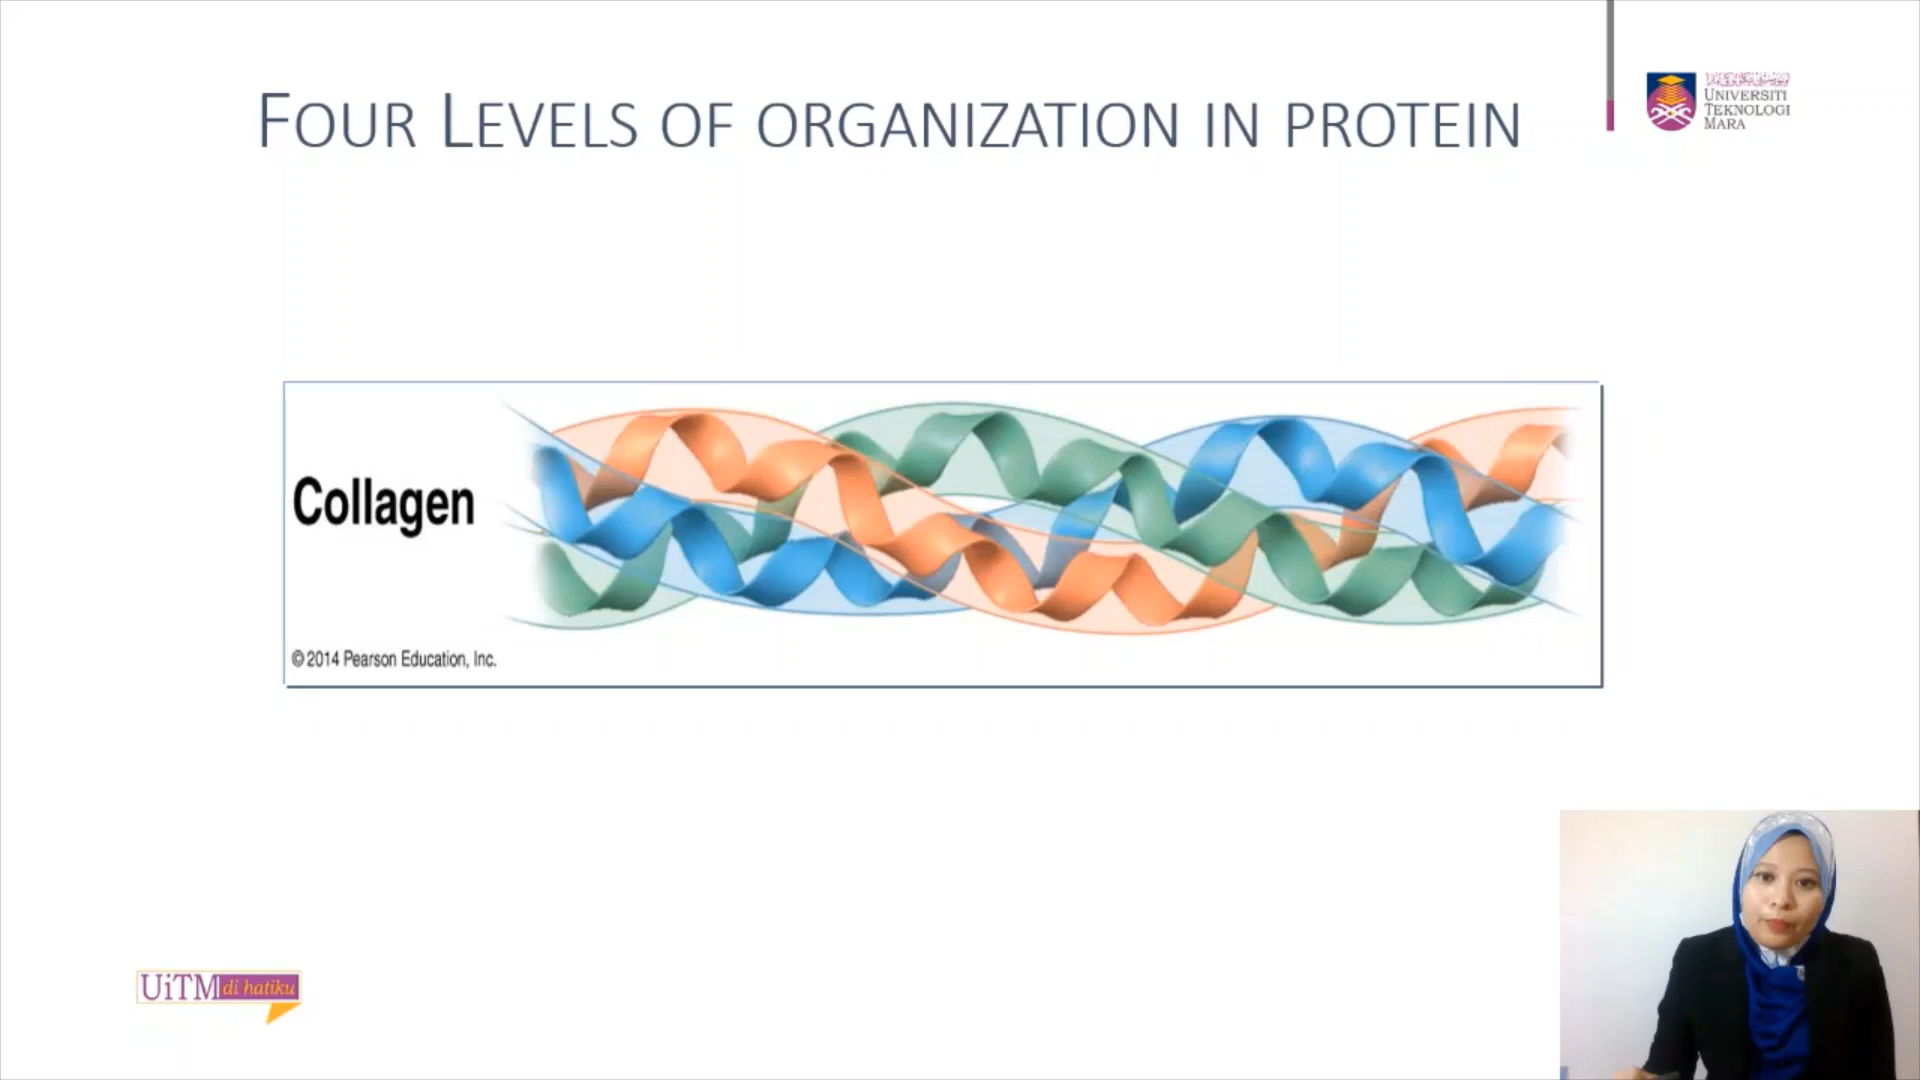 FOUR LEVELS OF ORGANIZATION IN PROTEIN
UNIVERSITI
TEKNOLOGI
MARA
Collagen
© 2014 Pearson Education, Inc.
UiTM di hatiku